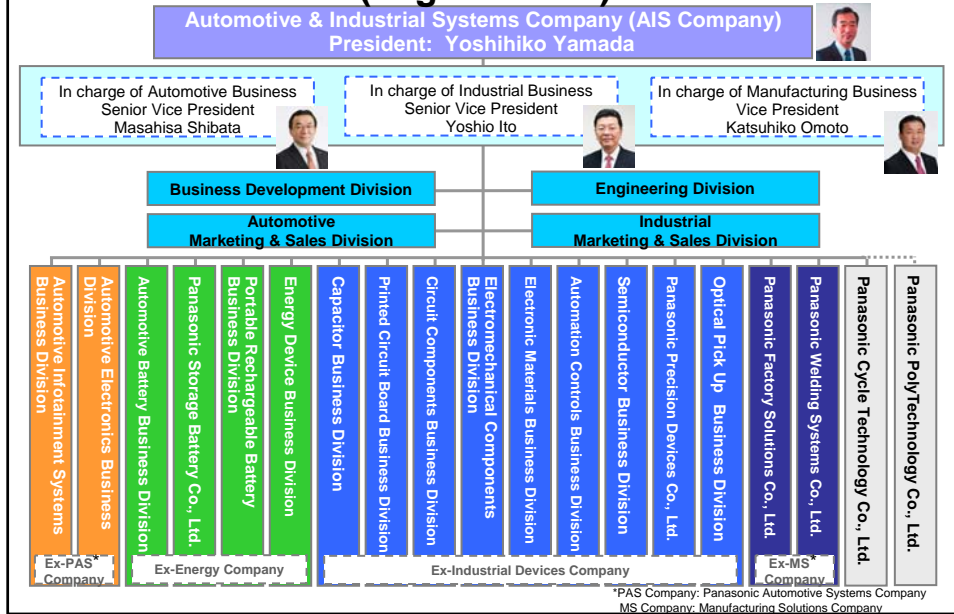 Automotive & Industrial Systems Company (AIS Company)
President: Yoshihiko Yamada
In charge of Automotive Business
Senior Vice President
Masahisa Shibata
In charge of Industrial Business
Senior Vice President
Yoshio Ito
In charge of Manufacturing Business
Vice President
Katsuhiko Omoto
Business Development Division
Engineering Division
Automotive
Marketing & Sales Division
Industrial
Marketing & Sales Division
Automotive Infotainment Systems
Business Division
Automotive Electronics Business
Division
Automotive Battery Business Division
Panasonic Storage Battery Co., Ltd.
Portable Rechargeable Battery
Business Division
Energy Device Business Division
Capacitor Business Division
Printed Circuit Board Business Division
Circuit Components Business Division
Electromechanical Components
Business Division
Electronic Materials Business Division
Automation Controls Business Division
Semiconductor Business Division
Panasonic Precision Devices Co., Ltd.
Optical Pick Up Business Division
Panasonic Factory Solutions Co., Ltd.
Panasonic Welding Systems Co., Ltd.
Panasonic Cycle Technology Co., Ltd.
Panasonic PolyTechnology Co., Ltd.
Ex-PAS*
Company
Ex-Energy Company
Ex-Industrial Devices Company
Ex-MS*
Company
*PAS Company: Panasonic Automotive Systems Company
MS Company: Manufacturing Solutions Company